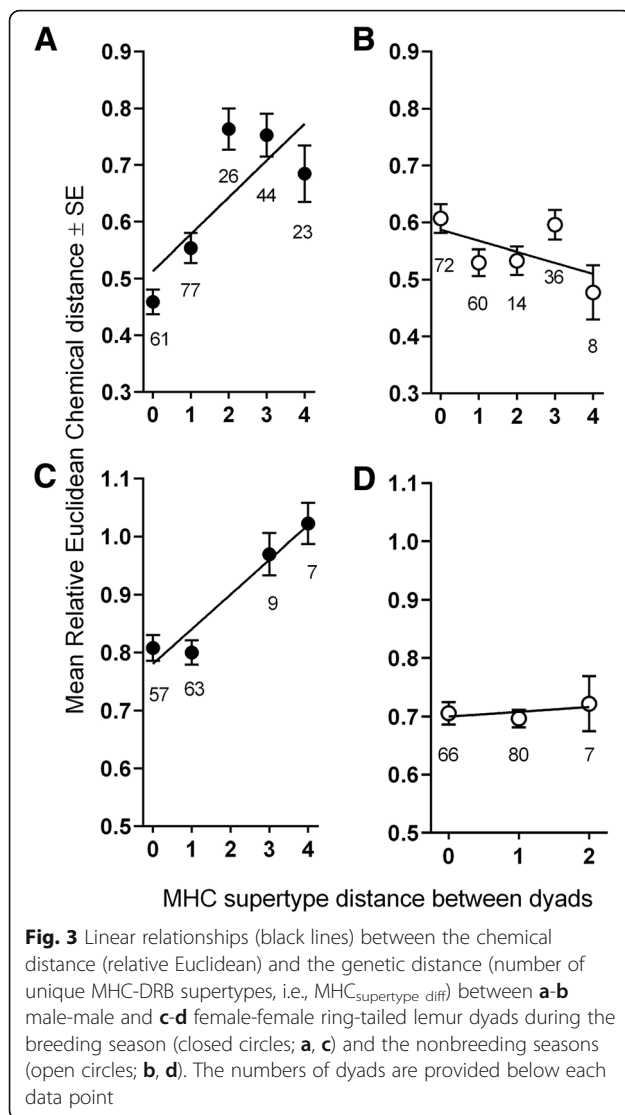 A
B
0.9
0.8
0.7
0.6
0.5
0.4
0.3
61
77
26
44
23
0 1 2 3 4
0.9
0.8
0.7
0.6
0.5
0.4
0.3
72
60
14
36
8
0 1 2 3 4
Mean Relative Euclidean Chemical distance ± SE
C
D
1.1
1.0
0.9
0.8
0.7
0.6
0.5
57
63
9
7
0 1 2 3 4
1.1
1.0
0.9
0.8
0.7
0.6
0.5
66
80
7
0 1 2
MHC supertype distance between dyads
Fig. 3 Linear relationships (black lines) between the chemical
distance (relative Euclidean) and the genetic distance (number of
unique MHC-DRB supertypes, i.e., MHCsupertype diff) between a-b
male-male and c-d female-female ring-tailed lemur dyads during the
breeding season (closed circles; a, c) and the nonbreeding seasons
(open circles; b, d). The numbers of dyads are provided below each
data point